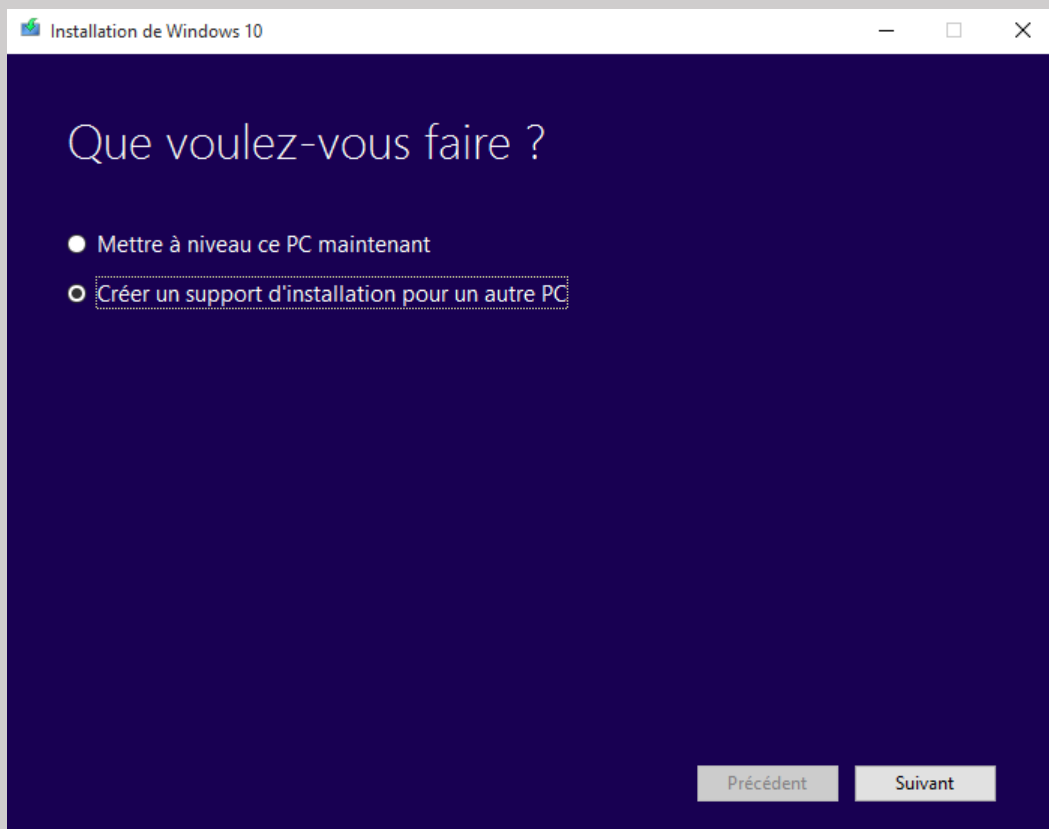 Installation de Windows 10
Que voulez-vous faire ?
Mettre à niveau ce PC maintenant
Créer un support d'installation pour un autre PC
Précédent
Suivant